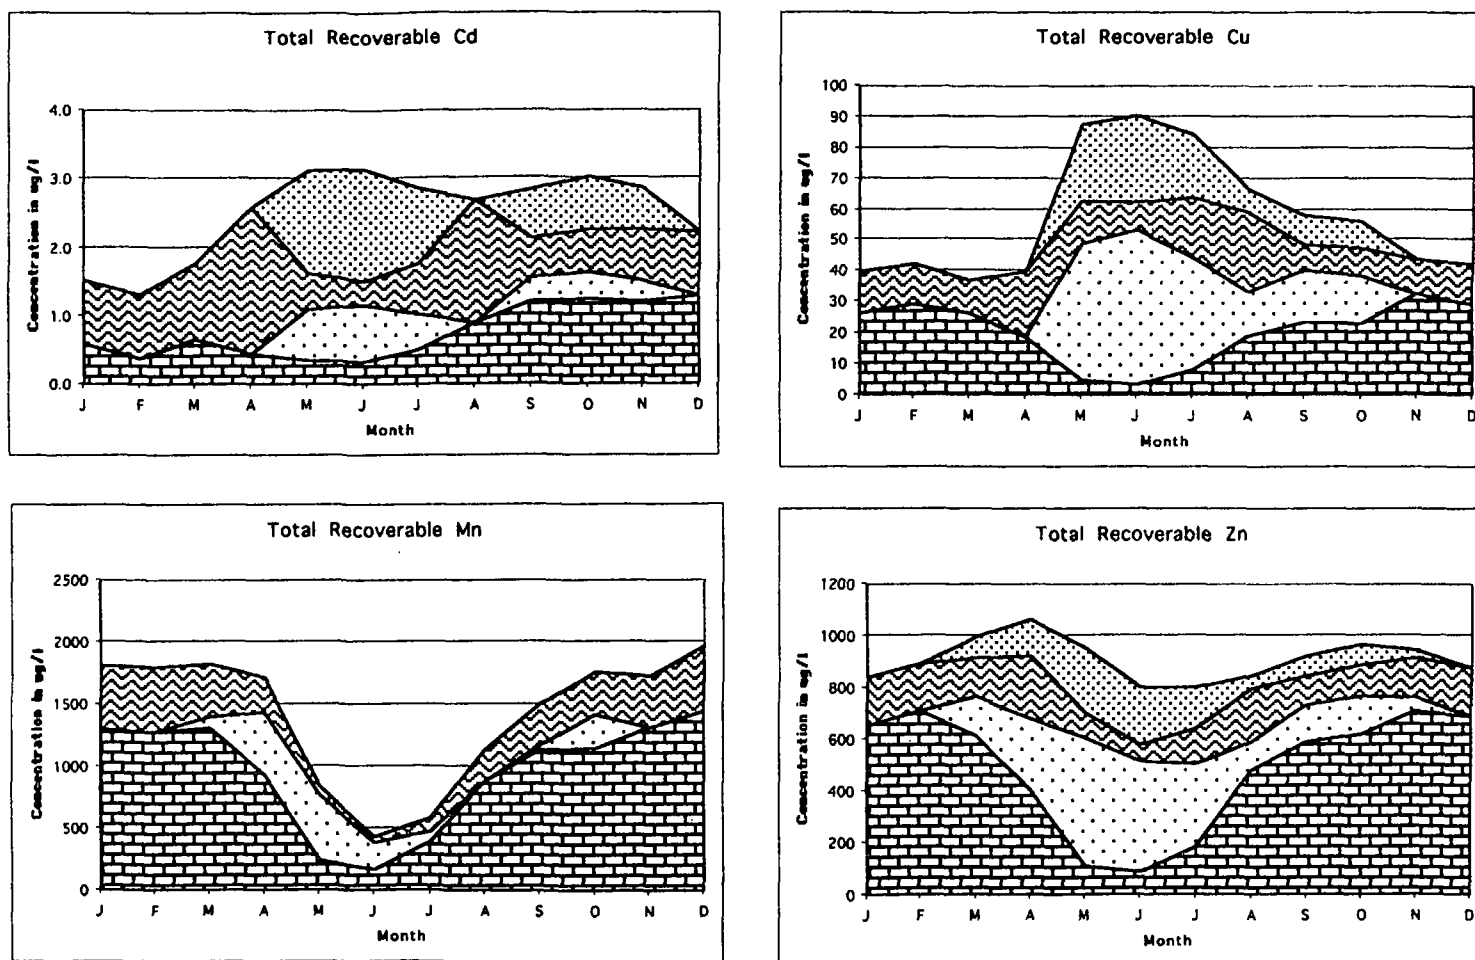 Total Recoverable Cd
4.0
3.0
2.0
1.0
0.0
Concentration in ug/l
J F M A M J J A S O N D
Month
Total Recoverable Cu
100
90
80
70
60
50
40
30
20
10
0
Concentration in ug/l
J F M A M J J A S O N D
Month
Total Recoverable Mn
2500
2000
1500
1000
500
0
Concentration in ug/l
J F M A M J J A S O N D
Month
Total Recoverable Zn
1200
1000
800
600
400
200
0
Concentration in ug/l
J F M A M J J A S O N D
Month